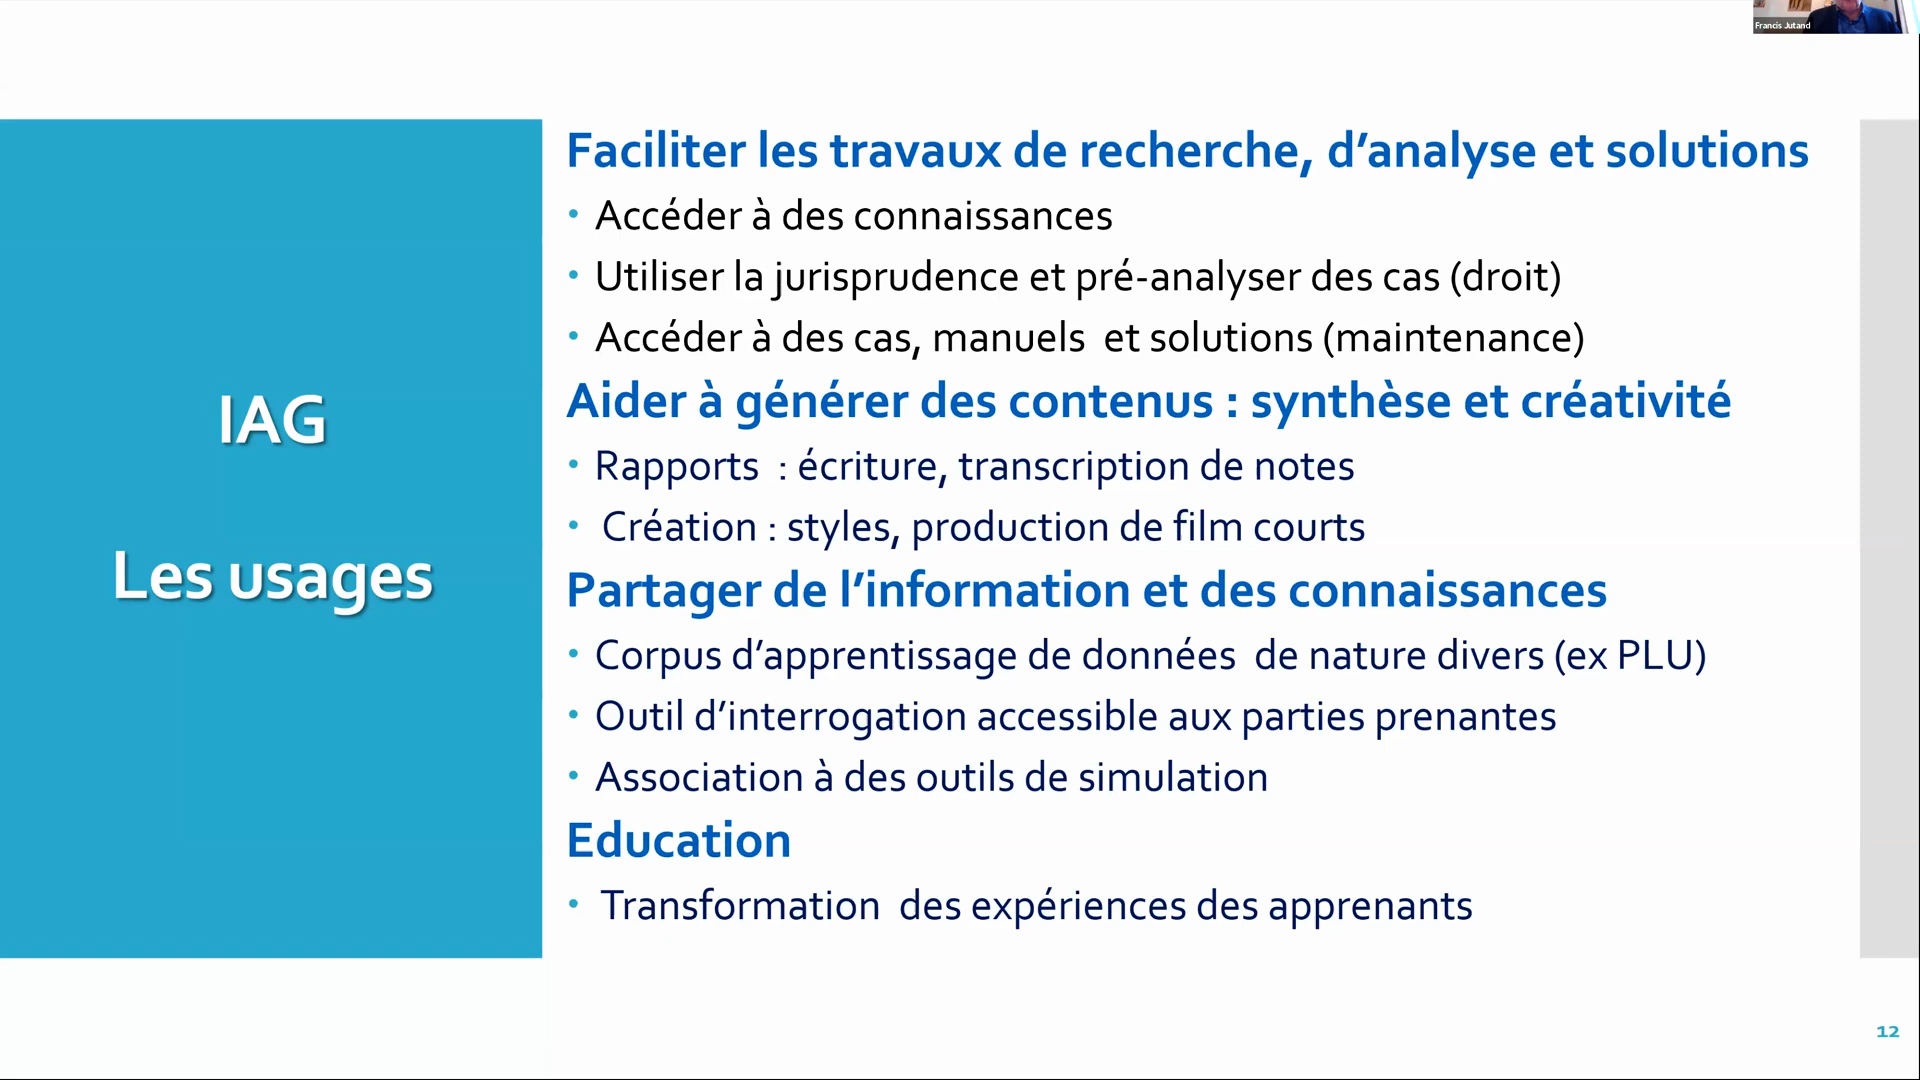 Francis Jutand
IAG
Les usages
Faciliter les travaux de recherche, d’analyse et solutions
• Accéder à des connaissances
• Utiliser la jurisprudence et pré-analyser des cas (droit)
• Accéder à des cas, manuels  et solutions (maintenance)
Aider à générer des contenus : synthèse et créativité
• Rapports  : écriture, transcription de notes
• Création : styles, production de film courts
Partager de l’information et des connaissances
• Corpus d’apprentissage de données  de nature divers (ex PLU)
• Outil d’interrogation accessible aux parties prenantes
• Association à des outils de simulation
Education
• Transformation  des expériences des apprenants
12